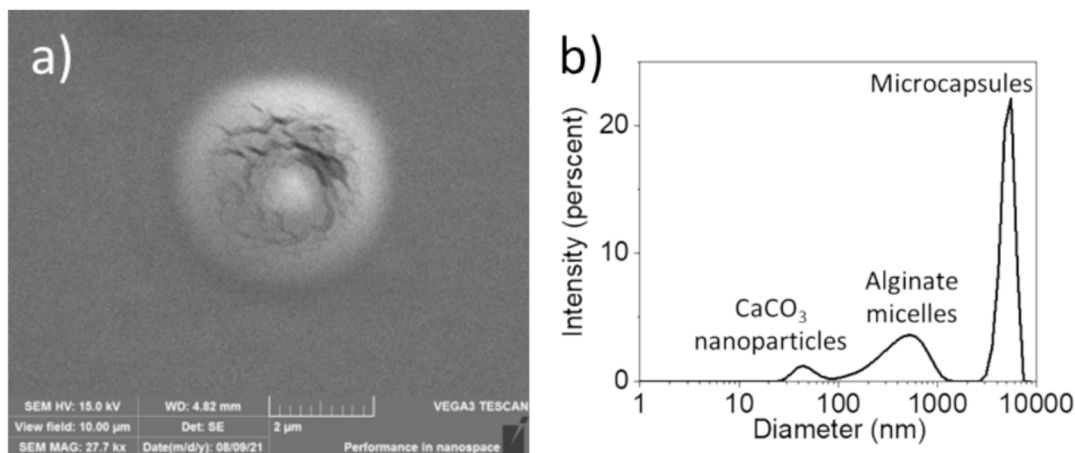 a)
SEM HV: 15.0 kV WD: 4.82 mm VEGA3 TESCAN
View field: 10.00 µm Det: SE 2 µm
SEM MAG: 27.7 kx Date(m/d/y): 08/09/21 Performance in nanospace
b)
Microcapsules
Alginate
micelles
CaCO₃
nanoparticles
Intensity (perscent)
20
10
0
1 10 100 1000 10000
Diameter (nm)